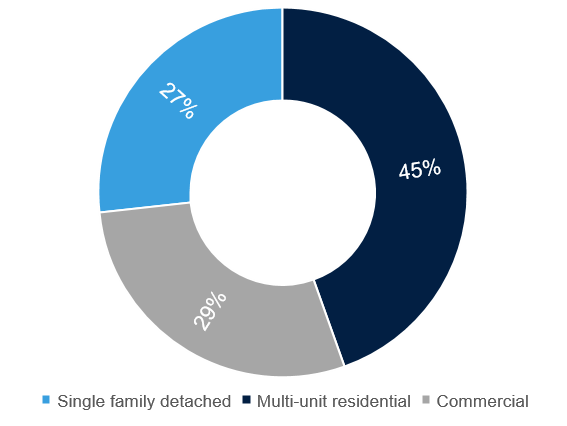 27%
45%
29%
Single family detached Multi-unit residential Commercial